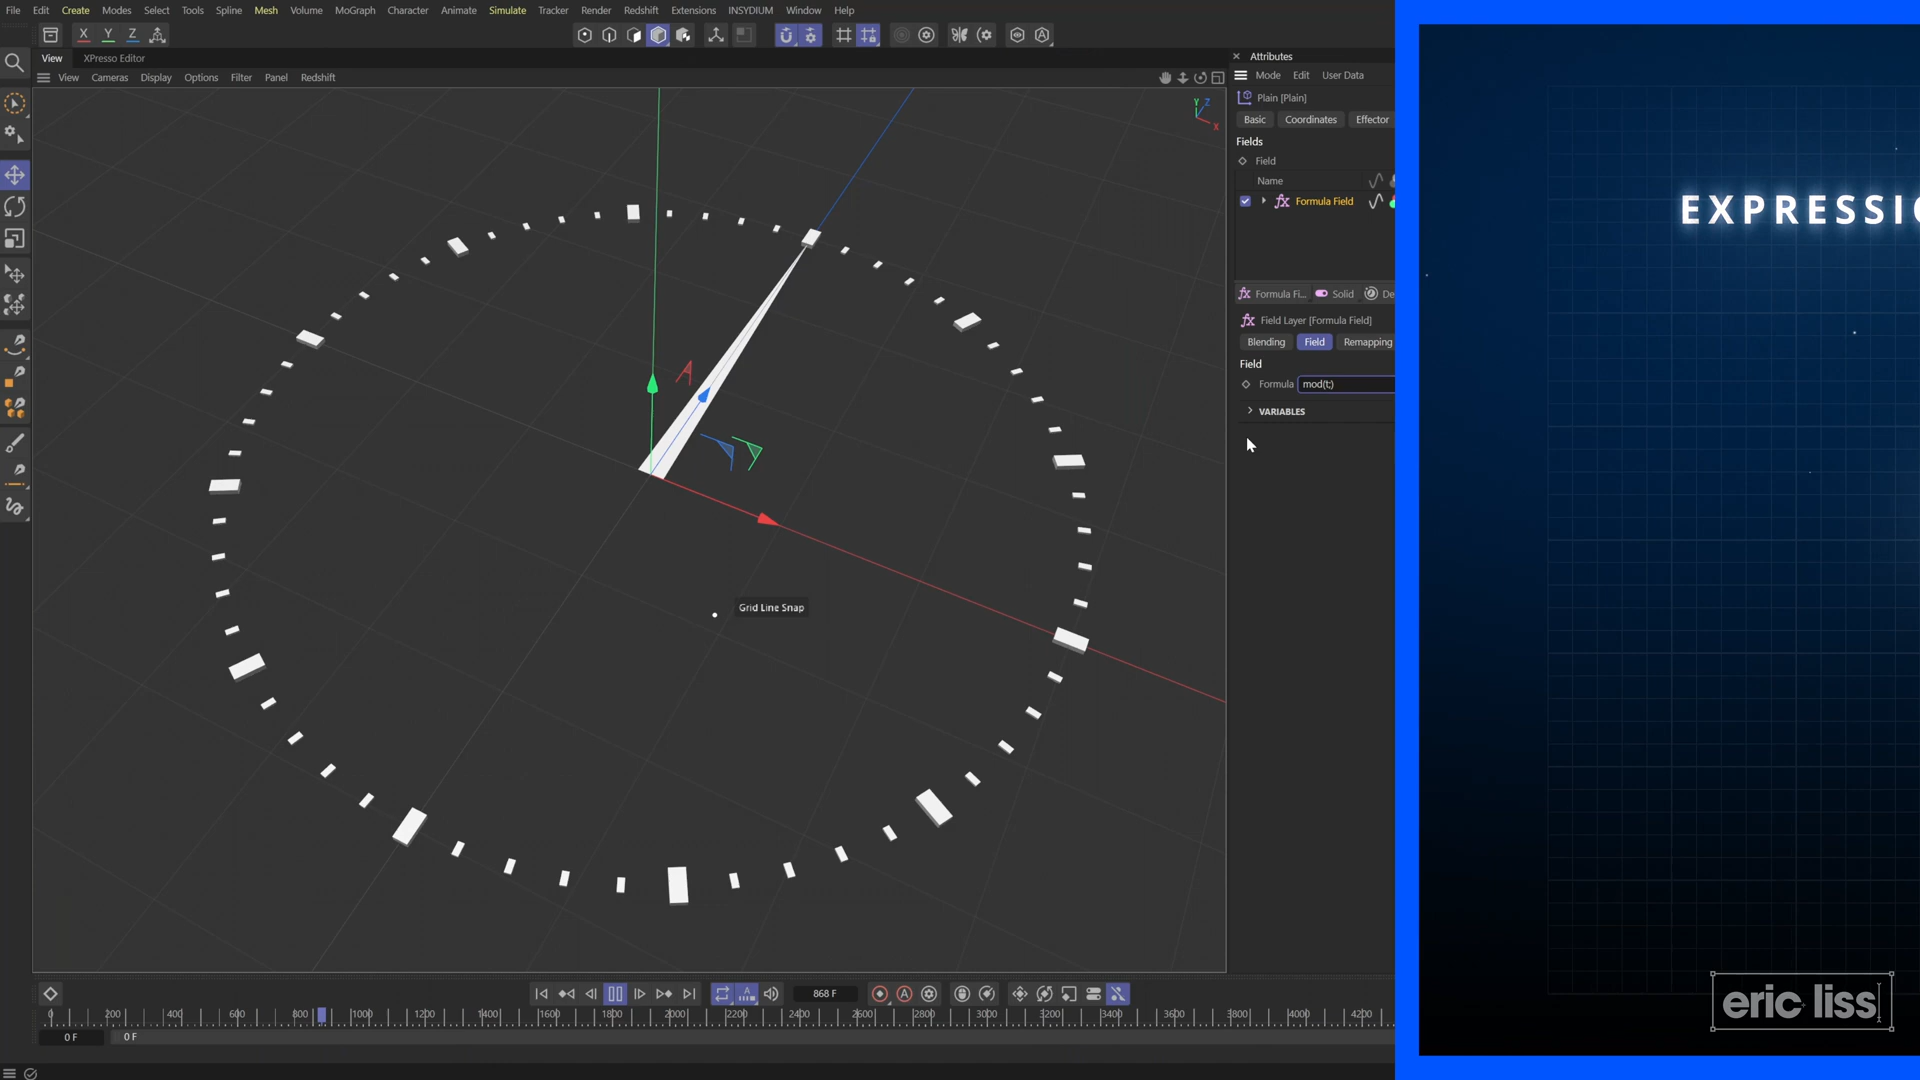 File Edit Create Modes Select Tools Spline Mesh Volume MoGraph Character Animate Simulate Tracker Render Redshift Extensions INSYDIUM Window Help
X Y Z
View XPresso Editor
View Cameras Display Options Filter Panel Redshift
Y Z
X
Grid Line Snap
Attributes
Mode Edit User Data
Plain [Plain]
Basic Coordinates Effector
Fields
Field
Name
Formula Field
Formula Fi... Solid De
Field Layer [Formula Field]
Blending Field Remapping
Field
Formula mod(t;)
VARIABLES
868 F
0 200 400 600 800 1000 1200 1400 1600 1800 2000 2200 2400 2600 2800 3000 3200 3400 3600 3800 4000 4200
0 F 0 F
EXPRESSIO
eric liss